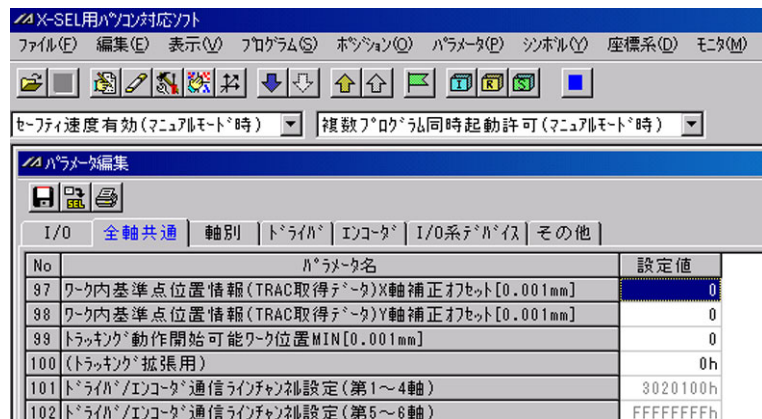 X-SEL用パソコン対応ソフト
ファイル(F) 編集(E) 表示(V) プログラム(S) ポジション(O) パラメータ(P) シンボル(Y) 座標系(D) モニタ(M)
セーフティ速度有効(マニュアルモード時) 複数プログラム同時起動許可(マニュアルモード時)
パラメータ編集
I/O 全軸共通 軸別 ドライバ エンコーダ I/O系デバイス その他
No パラメータ名 設定値
97 ワーク内基準点位置情報(TRAC取得データ)X軸補正オフセット[0.001mm] 0
98 ワーク内基準点位置情報(TRAC取得データ)Y軸補正オフセット[0.001mm] 0
99 トラッキング動作開始可能ワーク位置MIN[0.001mm] 0
100 (トラッキング拡張用) 0h
101 ドライバ/エンコーダ通信ラインチャンネル設定(第1～4軸) 3020100h
102 ドライバ/エンコーダ通信ラインチャンネル設定(第5～6軸) FFFFFFFFh